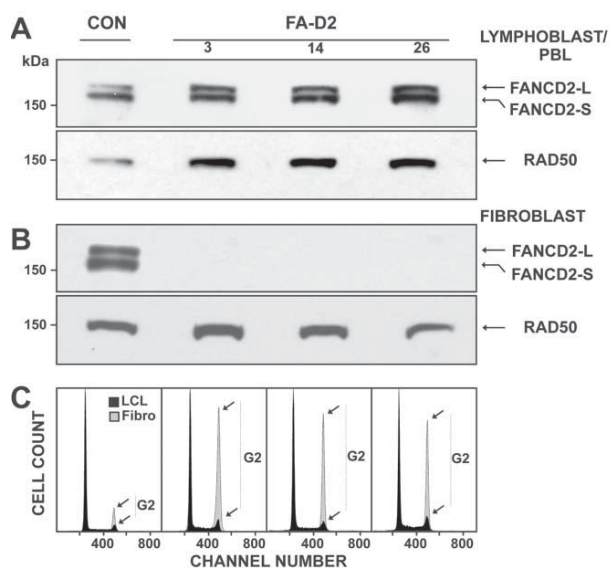 A
CON
FA-D2
3 14 26
LYMPHOBLAST/
PBL
kDa
150
FANCD2-L
FANCD2-S
150
RAD50
B
FIBROBLAST
150
FANCD2-L
FANCD2-S
150
RAD50
C
CELL COUNT
LCL
Fibro
G2 G2 G2 G2
400 800 400 800 400 800 400 800
CHANNEL NUMBER